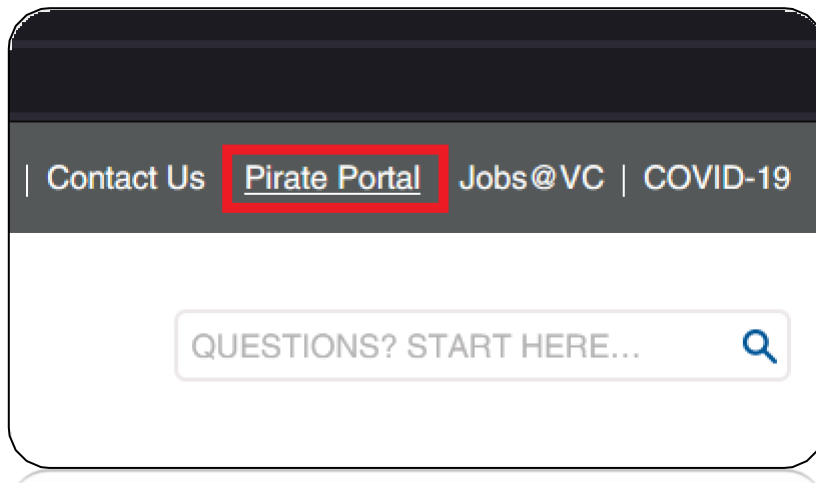 | Contact Us Pirate Portal Jobs@VC | COVID-19
QUESTIONS? START HERE...